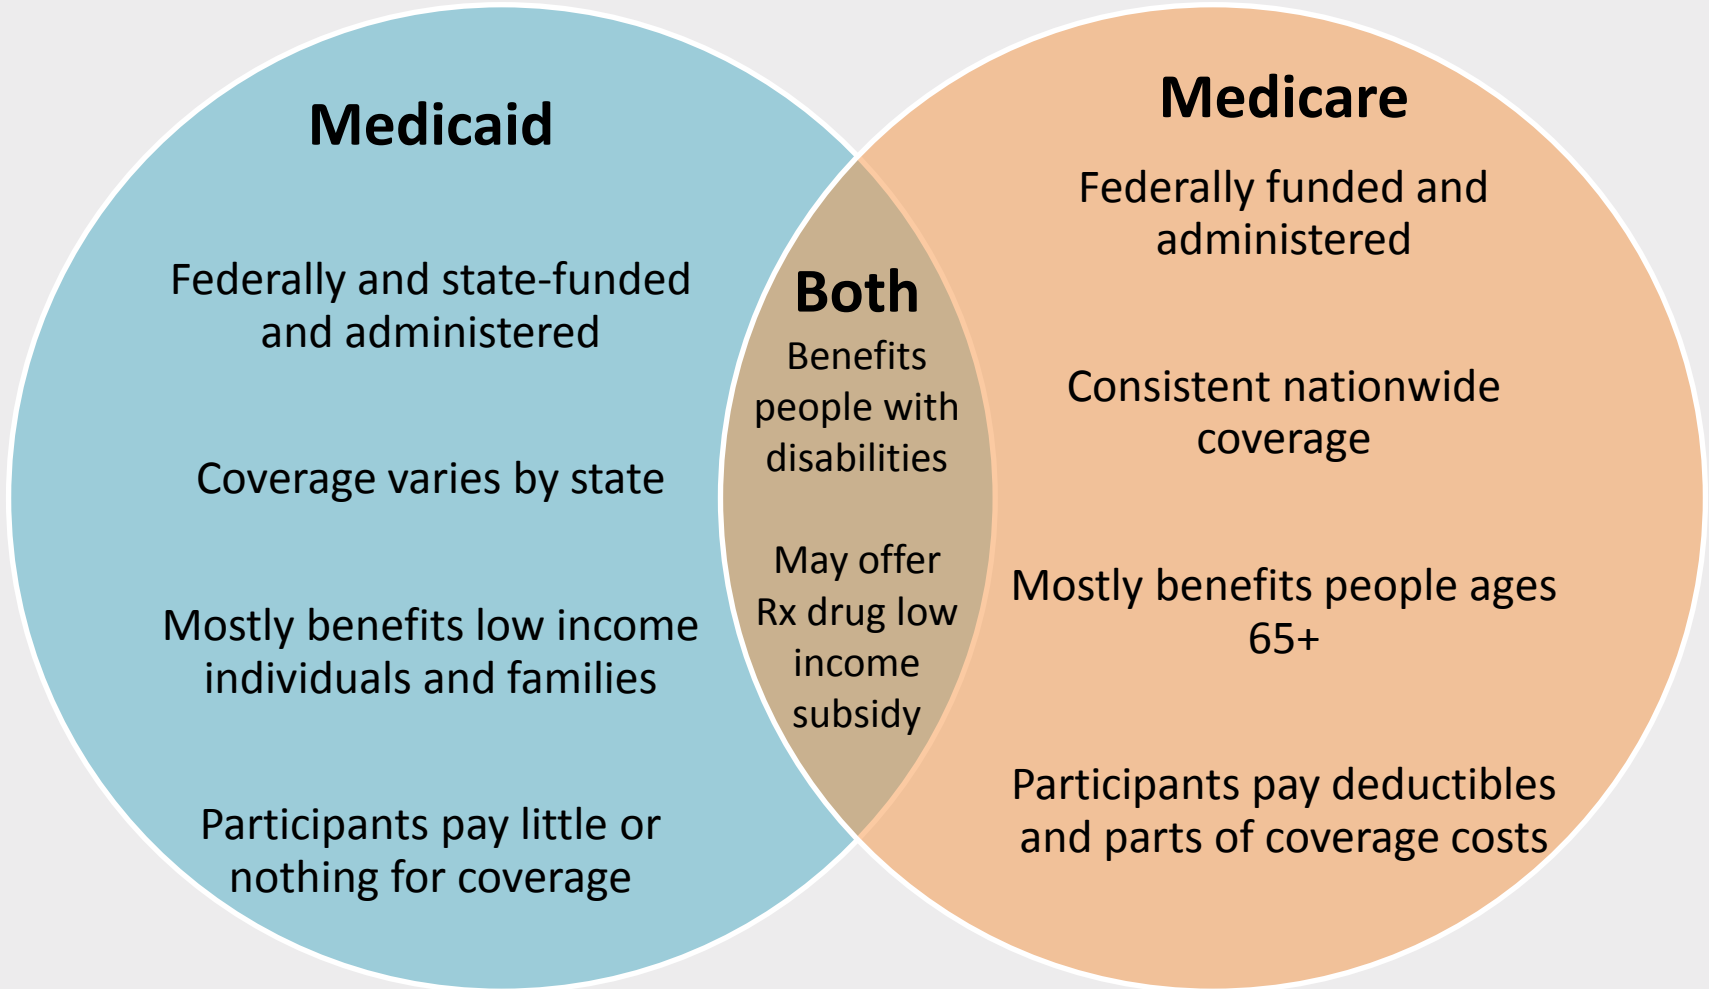 Medicaid
Federally and state-funded
and administered
Coverage varies by state
Mostly benefits low income
individuals and families
Participants pay little or
nothing for coverage
Both
Benefits
people with
disabilities
May offer
Rx drug low
income
subsidy
Medicare
Federally funded and
administered
Consistent nationwide
coverage
Mostly benefits people ages
65+
Participants pay deductibles
and parts of coverage costs